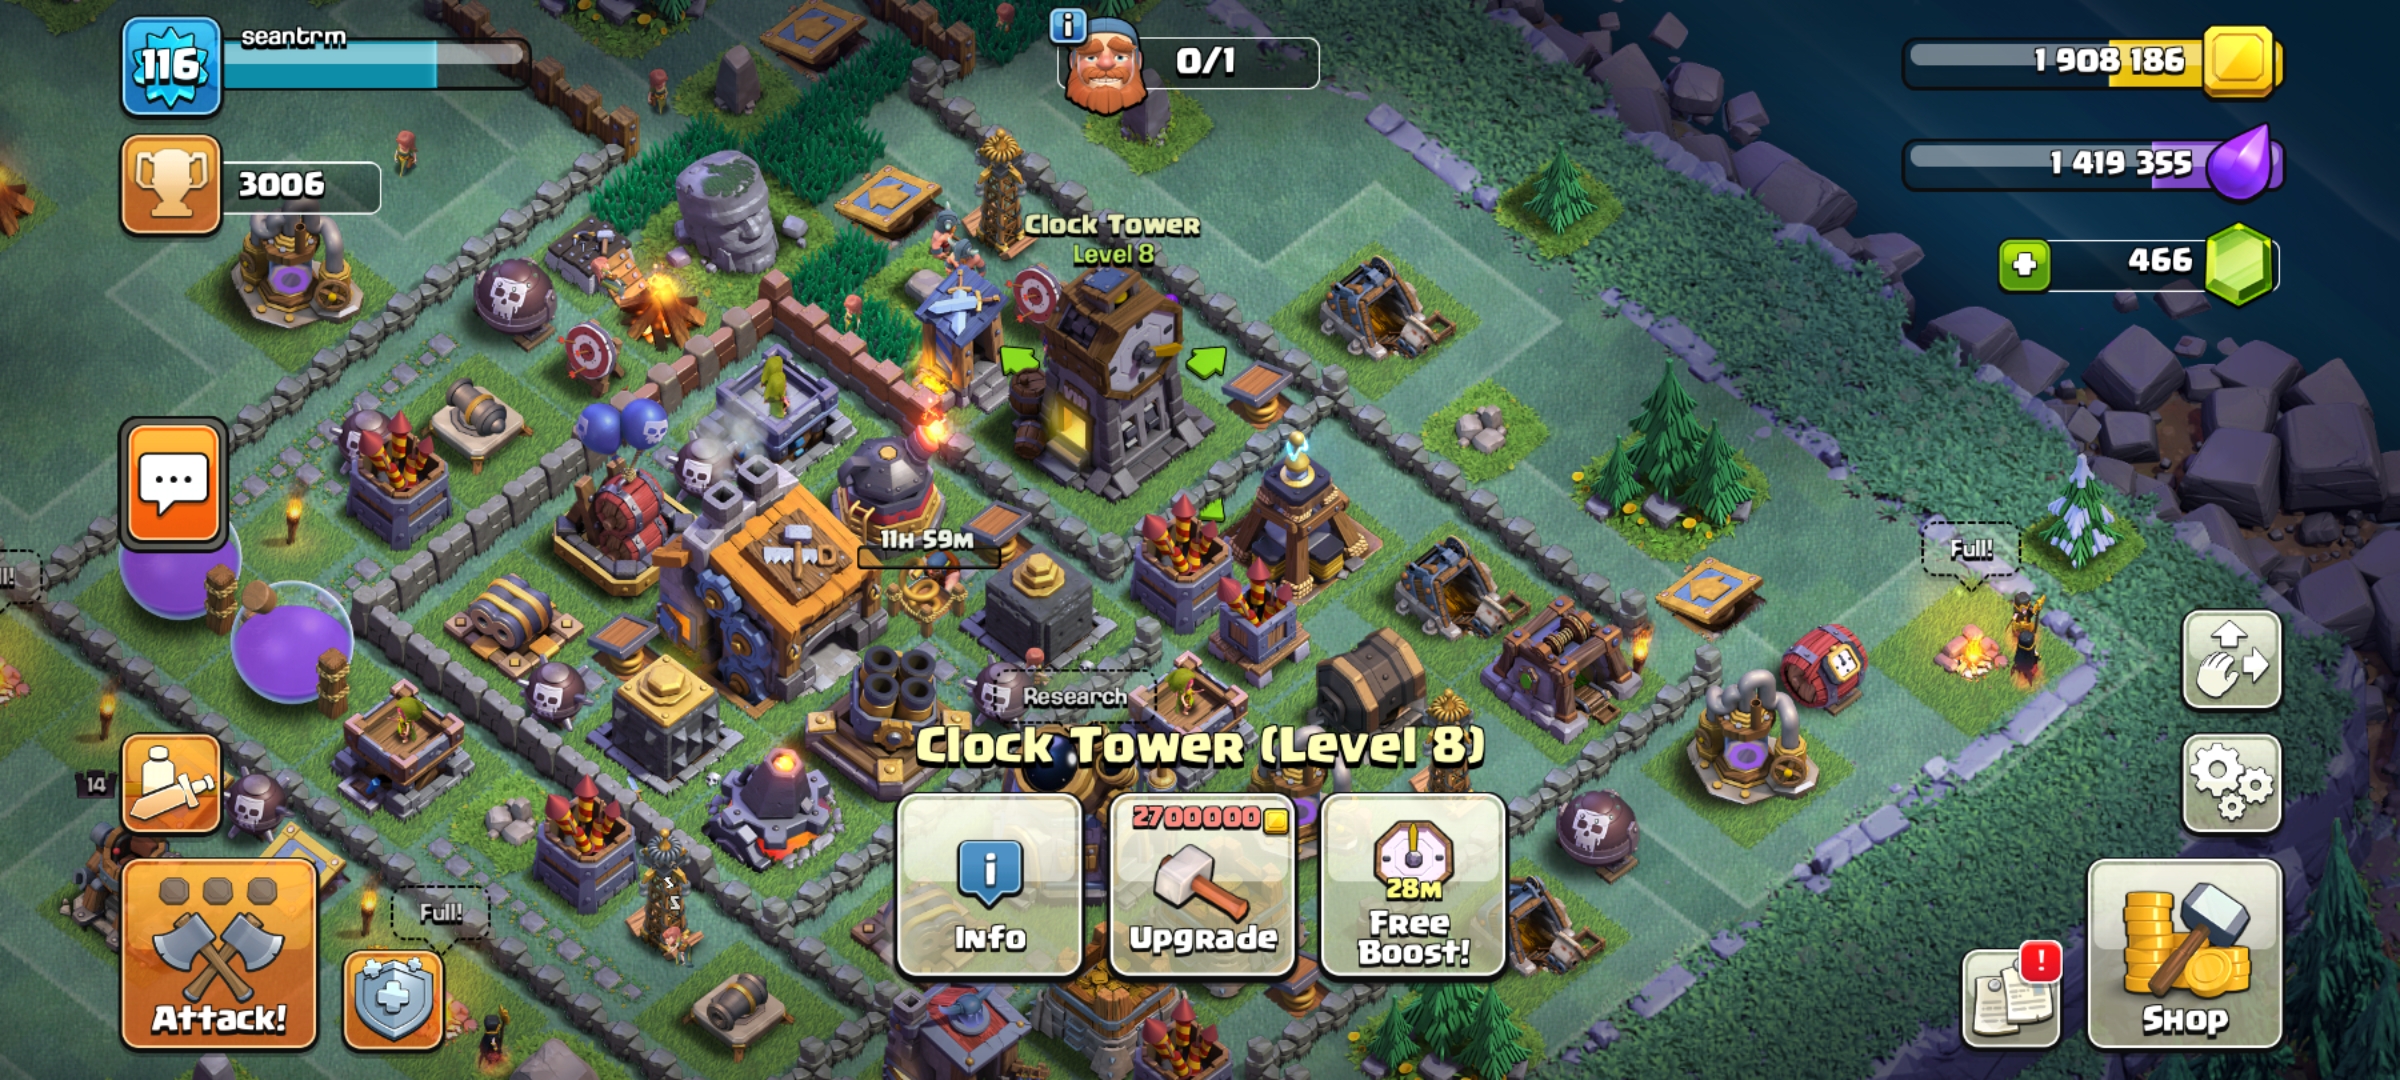 116
seantrm
0/1
1 908 186
3006
1 419 355
466
Clock Tower
Level 8
VIII
11H 59M
Full!
Research
Clock Tower (Level 8)
14
2700000
28M
Info
Upgrade
Free
Boost!
Full!
Attack!
!
Shop
z
z